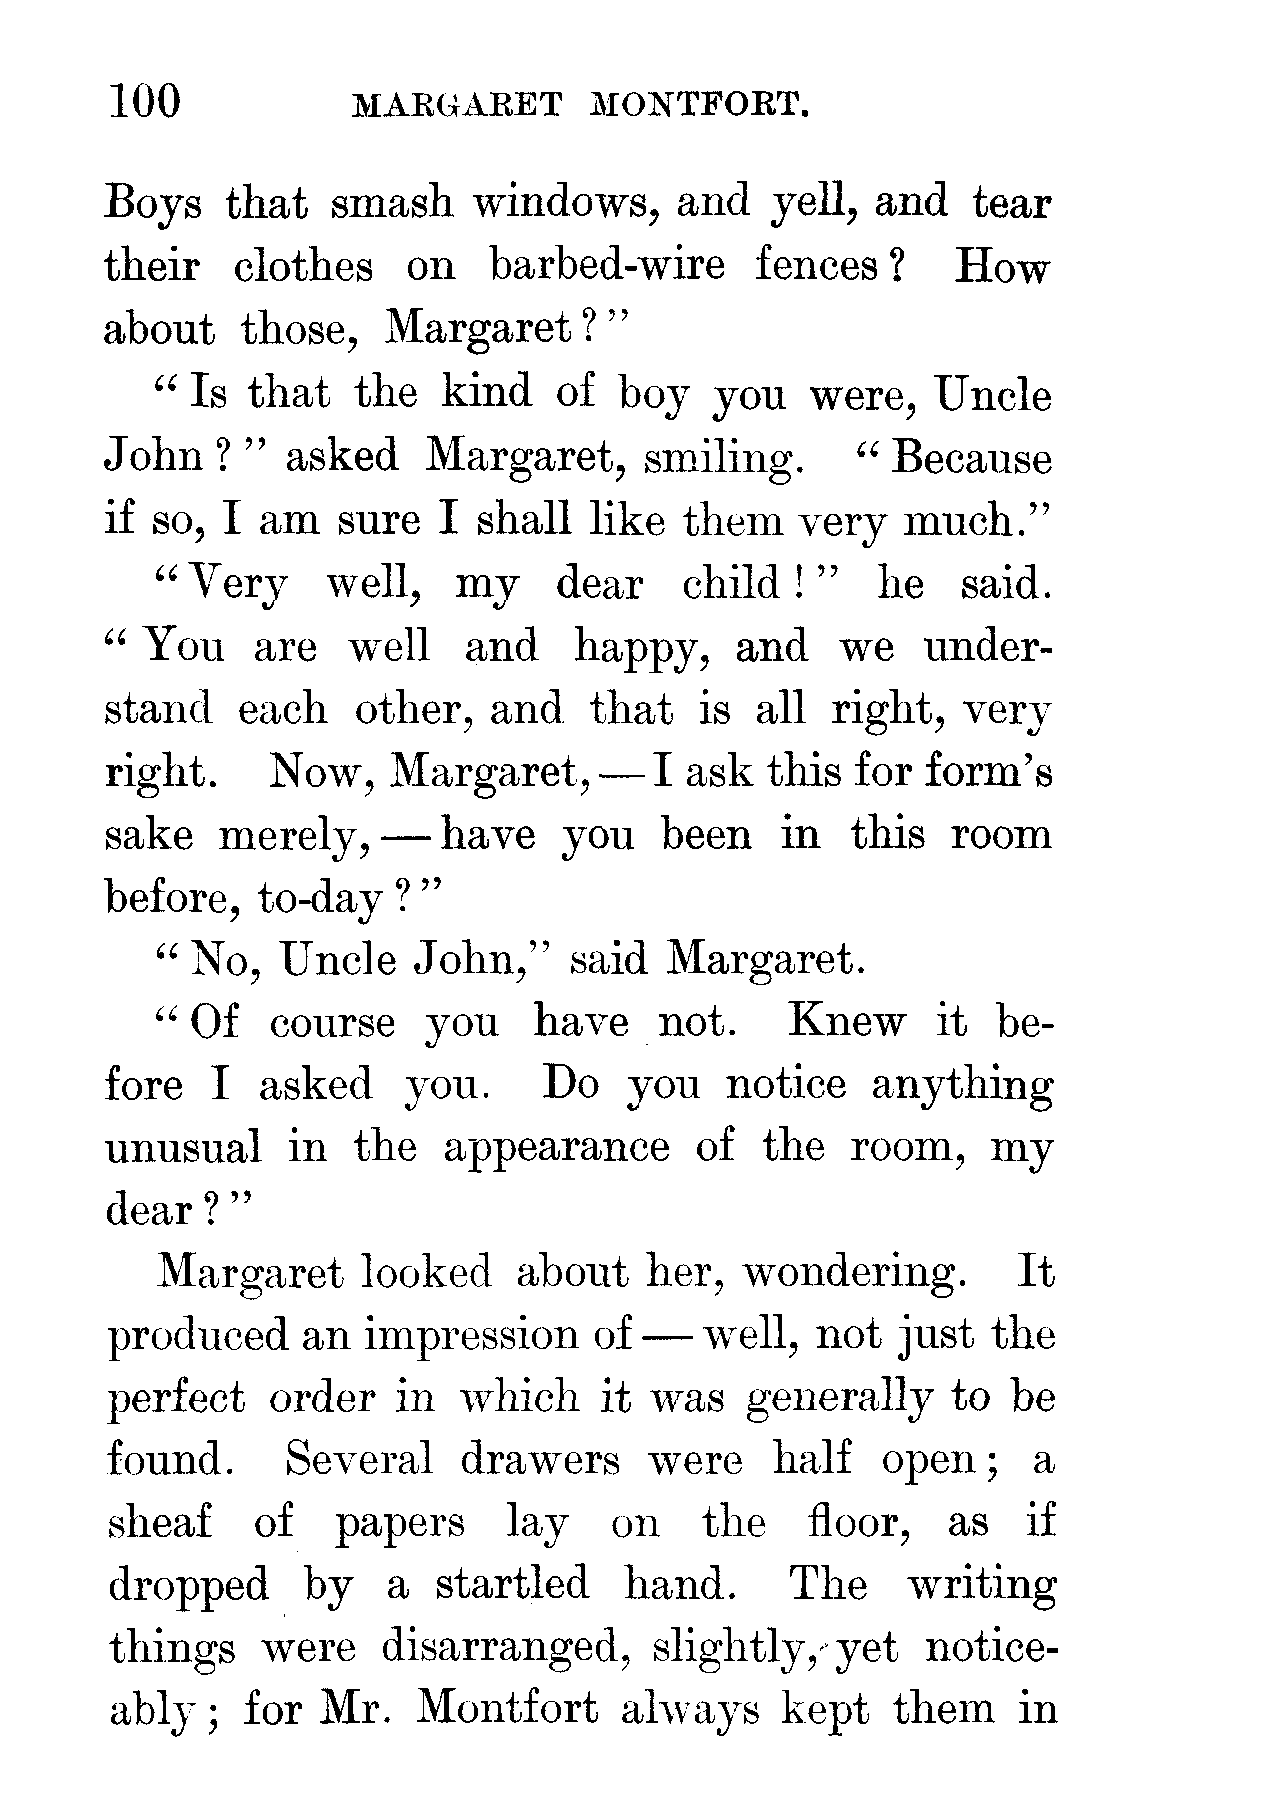 100 MARGARET MONTFORT.
Boys that smash windows, and yell, and tear
their clothes on barbed-wire fences? How
about those, Margaret?"
"Is that the kind of boy you were, Uncle
John?" asked Margaret, smiling. "Because
if so, I am sure I shall like them very much."
"Very well, my dear child!" he said.
"You are well and happy, and we under-
stand each other, and that is all right, very
right. Now, Margaret,—I ask this for form's
sake merely,—have you been in this room
before, to-day?"
"No, Uncle John," said Margaret.
"Of course you have not. Knew it be-
fore I asked you. Do you notice anything
unusual in the appearance of the room, my
dear?"
Margaret looked about her, wondering. It
produced an impression of—well, not just the
perfect order in which it was generally to be
found. Several drawers were half open; a
sheaf of papers lay on the floor, as if
dropped by a startled hand. The writing
things were disarranged, slightly, yet notice-
ably; for Mr. Montfort always kept them in